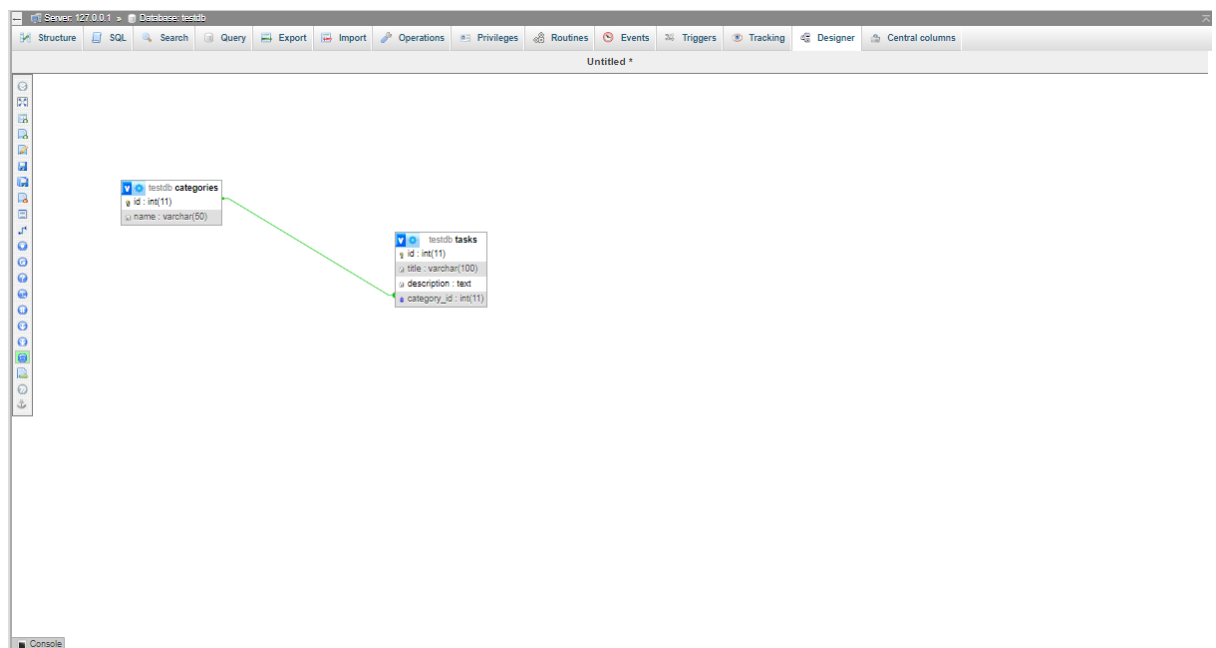 Server: 127.0.0.1 » Database: testdb
Structure SQL Search Query Export Import Operations Privileges Routines Events Triggers Tracking Designer Central columns
Untitled *
testdb categories
id : int(11)
name : varchar(50)
testdb tasks
id : int(11)
title : varchar(100)
description : text
category_id : int(11)
Console